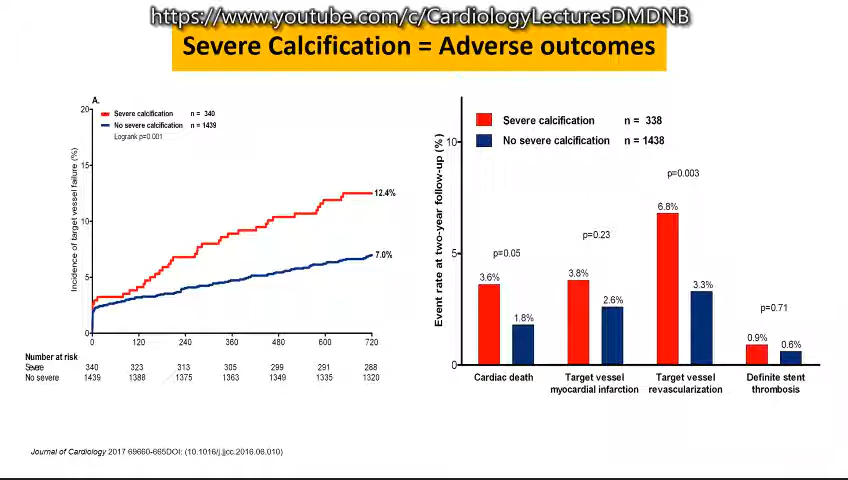 https://www.youtube.com/c/CardiologyLecturesDMDNB
Severe Calcification = Adverse outcomes
A.
Severe calcification n = 340
No severe calcification n = 1439
Logrank p=0.001
Incidence of target vessel failure (%)
20
15
10
5
0
12.4%
7.0%
0 120 240 360 480 600 720
Number at risk
Severe 340 323 313 305 299 291 288
No severe 1439 1388 1375 1363 1349 1335 1320
Severe calcification n = 338
No severe calcification n = 1438
Event rate at two-year follow-up (%)
10
5
0
p=0.05
3.6%
1.8%
p=0.23
3.8%
2.6%
p=0.003
6.8%
3.3%
p=0.71
0.9%
0.6%
Cardiac death
Target vessel
myocardial infarction
Target vessel
revascularization
Definite stent
thrombosis
Journal of Cardiology 2017 69660-665DOI: (10.1016/j.jjcc.2016.06.010)